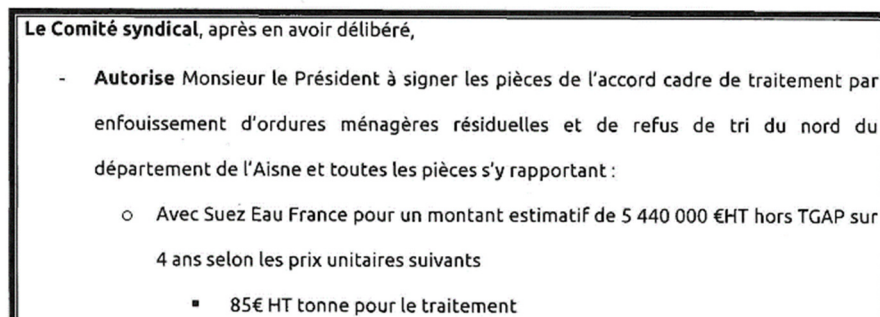 Le Comité syndical, après en avoir délibéré,
- Autorise Monsieur le Président à signer les pièces de l'accord cadre de traitement par
enfouissement d'ordures ménagères résiduelles et de refus de tri du nord du
département de l'Aisne et toutes les pièces s'y rapportant :
o Avec Suez Eau France pour un montant estimatif de 5 440 000 €HT hors TGAP sur
4 ans selon les prix unitaires suivants
▪ 85€ HT tonne pour le traitement